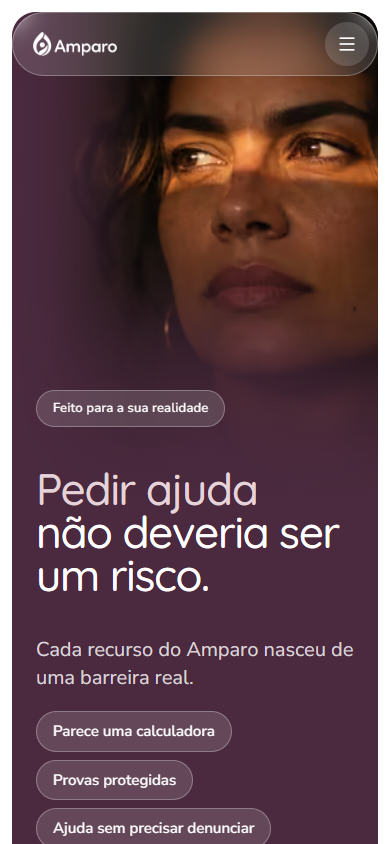 Amparo
Feito para a sua realidade
Pedir ajuda
não deveria ser
um risco.
Cada recurso do Amparo nasceu de
uma barreira real.
Parece uma calculadora
Provas protegidas
Ajuda sem precisar denunciar